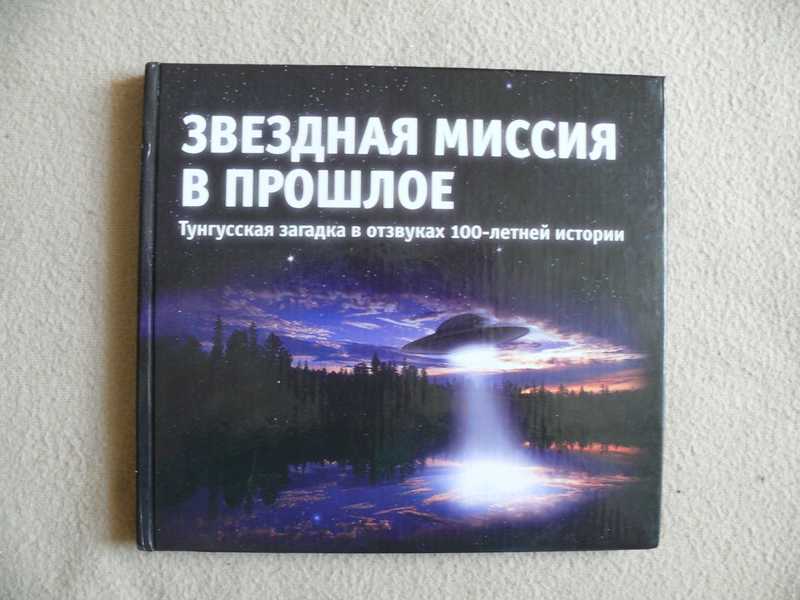 ЗВЕЗДНАЯ МИССИЯ
В ПРОШЛОЕ
Тунгусская загадка в отзвуках 100-летней истории